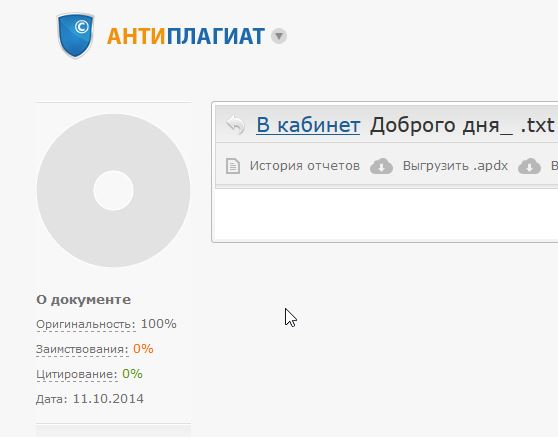 ©
АНТИПЛАГИАТ
В кабинет Доброго дня_ .txt
История отчетов Выгрузить .apdx В
О документе
Оригинальность: 100%
Заимствования: 0%
Цитирование: 0%
Дата: 11.10.2014